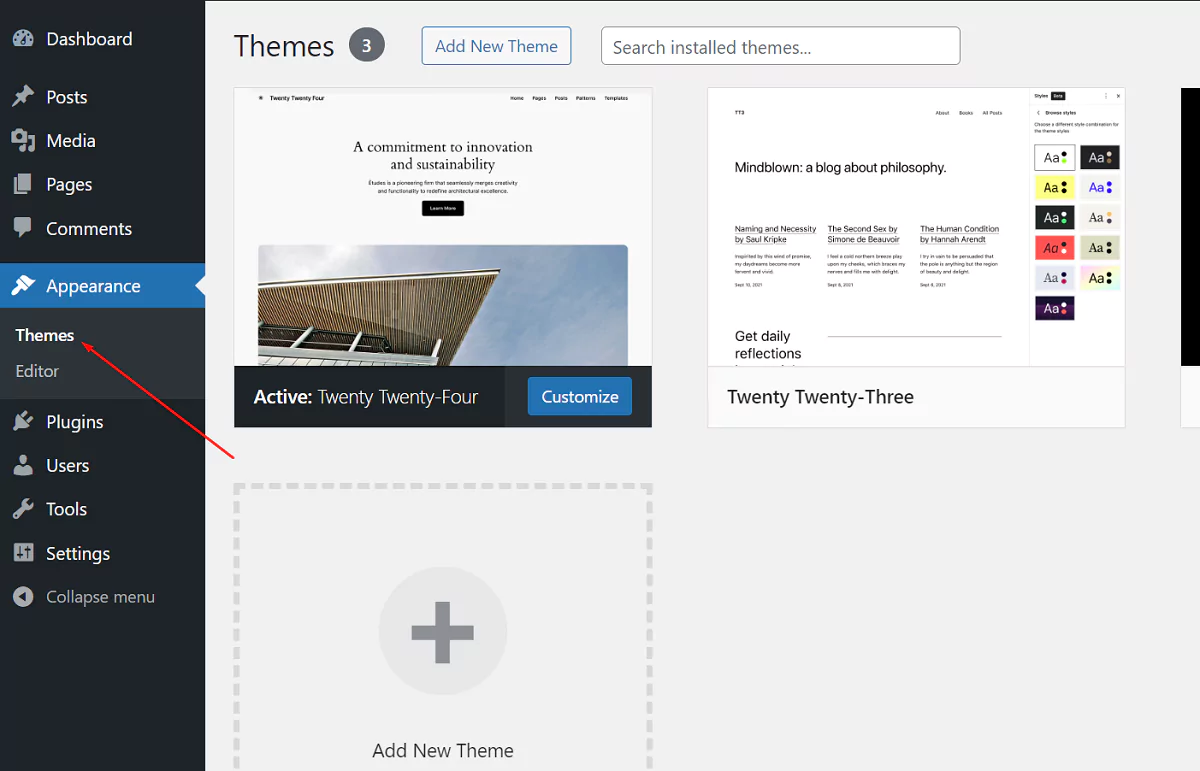 Dashboard
Posts
Media
Pages
Comments
Appearance
Themes
Editor
Plugins
Users
Tools
Settings
Collapse menu
Themes 3 Add New Theme Search installed themes...
Twenty Twenty Four Home Pages Posts Patterns Templates
A commitment to innovation
and sustainability
Études is a pioneering firm that seamlessly merges creativity
and functionality to redefine architectural excellence.
Learn More
Active: Twenty Twenty-Four Customize
TT3 About Books All Posts
Mindblown: a blog about philosophy.
Naming and Necessity
by Saul Kripke
Inspired by this wind of promise,
my daydreams become more
fervent and vivid.
Sept 10, 2021
The Second Sex by
Simone de Beauvoir
I feel a cold northern breeze play
upon my cheeks, which braces my
nerves and fills me with delight.
Sept 8, 2021
The Human Condition
by Hannah Arendt
I try in vain to be persuaded that
the pole is anything but the region
of beauty and delight.
Sept 8, 2021
Get daily
reflections
Styles Beta
Browse styles
Choose a different style combination for
the theme styles
Aa Aa
Aa Aa
Aa Aa
Aa Aa
Aa Aa
Aa
Twenty Twenty-Three
Add New Theme